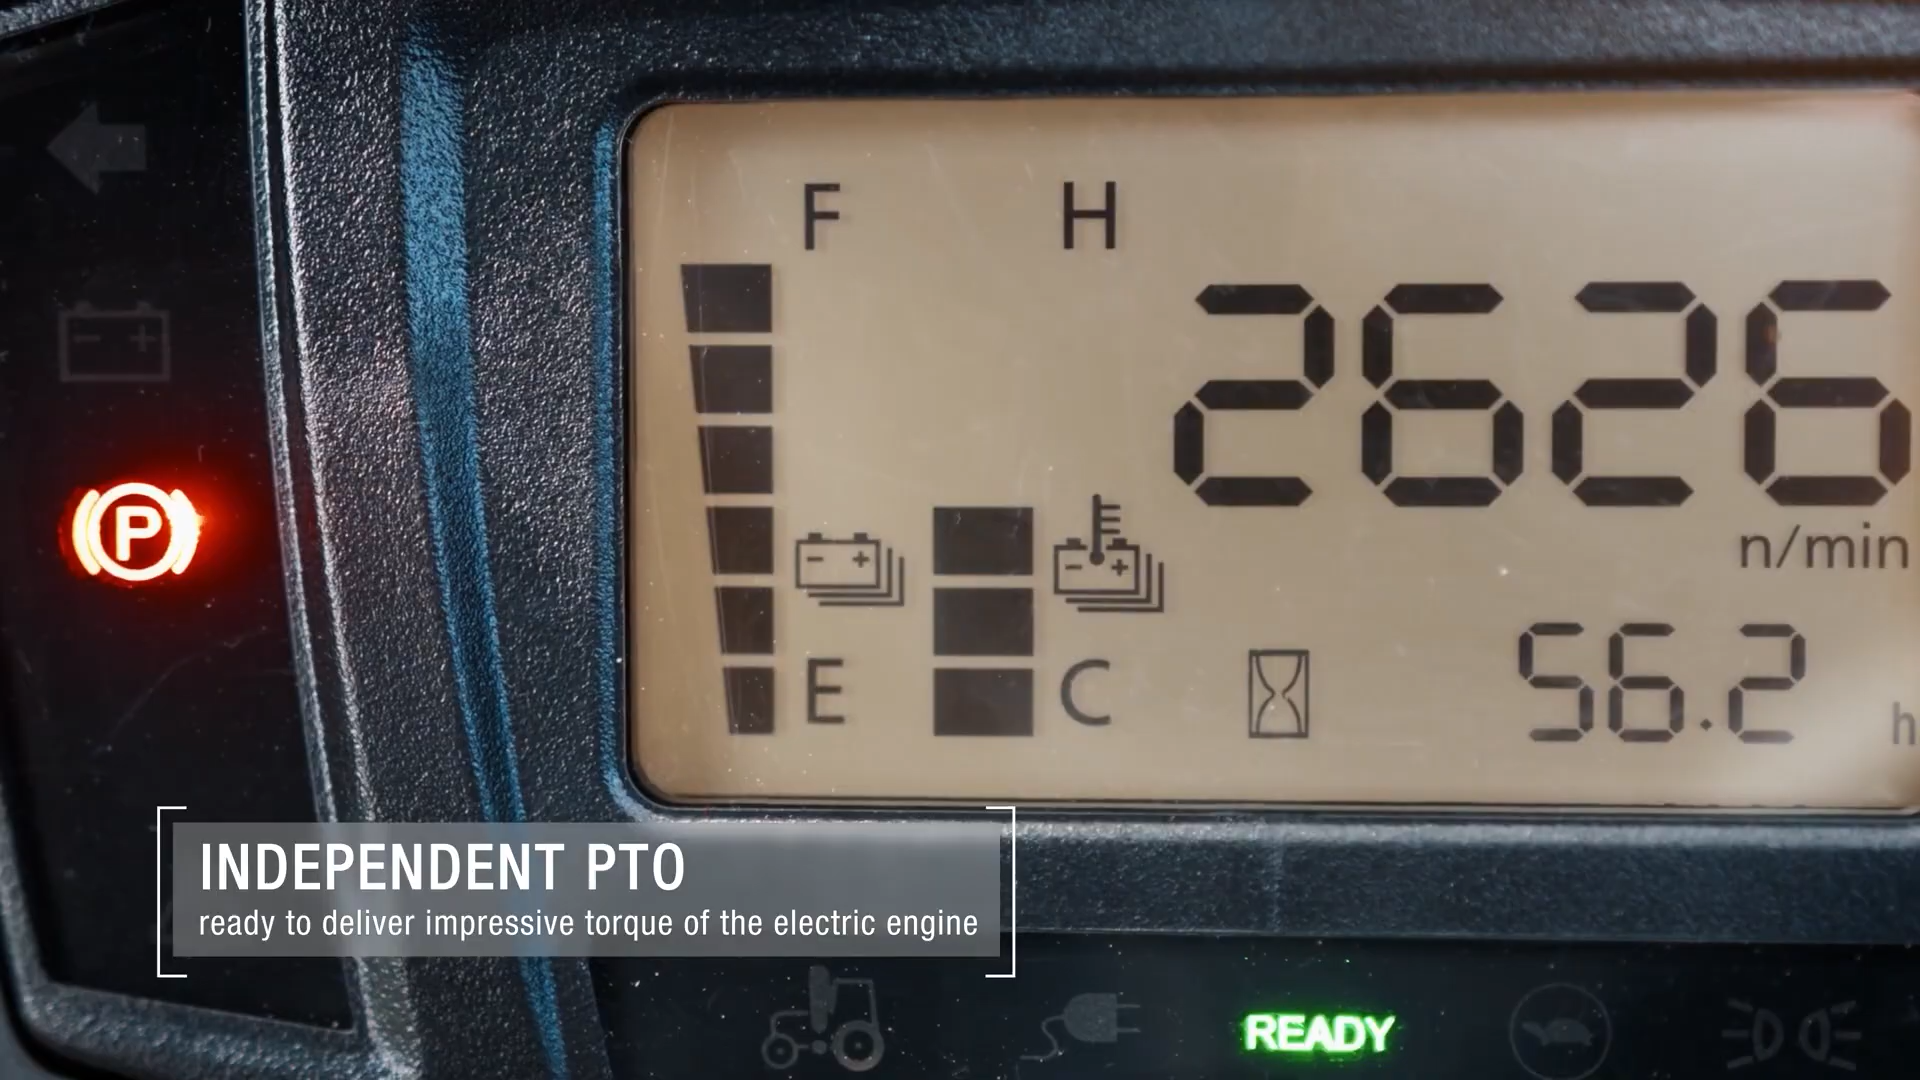 F
H
2626
n/min
P
E
C
56.2
h
INDEPENDENT PTO
ready to deliver impressive torque of the electric engine
READY